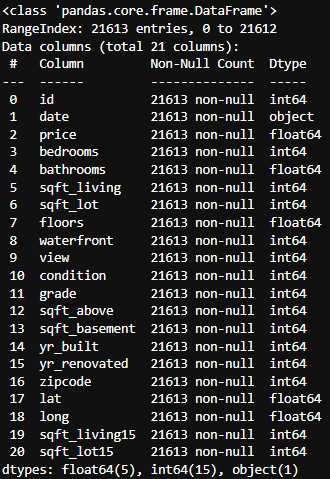 <class 'pandas.core.frame.DataFrame'>
RangeIndex: 21613 entries, 0 to 21612
Data columns (total 21 columns):
 #   Column         Non-Null Count  Dtype
---  ------         --------------  -----
 0   id             21613 non-null  int64
 1   date           21613 non-null  object
 2   price          21613 non-null  float64
 3   bedrooms       21613 non-null  int64
 4   bathrooms      21613 non-null  float64
 5   sqft_living    21613 non-null  int64
 6   sqft_lot       21613 non-null  int64
 7   floors         21613 non-null  float64
 8   waterfront     21613 non-null  int64
 9   view           21613 non-null  int64
 10  condition      21613 non-null  int64
 11  grade          21613 non-null  int64
 12  sqft_above     21613 non-null  int64
 13  sqft_basement  21613 non-null  int64
 14  yr_built       21613 non-null  int64
 15  yr_renovated   21613 non-null  int64
 16  zipcode        21613 non-null  int64
 17  lat            21613 non-null  float64
 18  long           21613 non-null  float64
 19  sqft_living15  21613 non-null  int64
 20  sqft_lot15     21613 non-null  int64
dtypes: float64(5), int64(15), object(1)